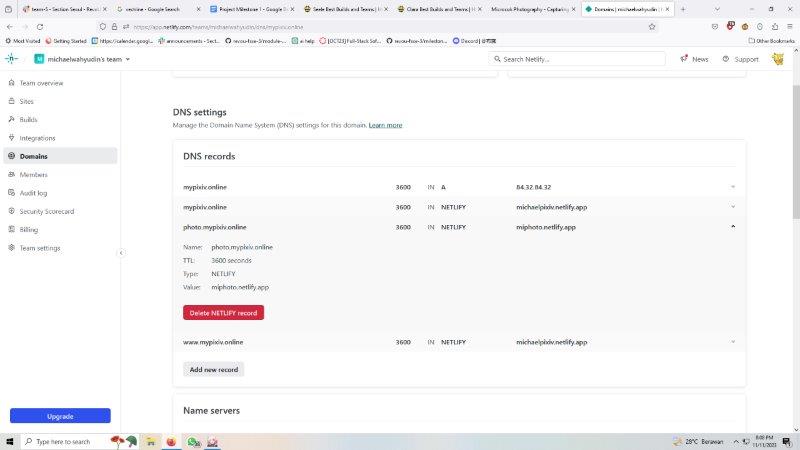 team-5 - Section Seoul - RevoU
vectrine - Google Search
Project Milestone 1 - Google D
Seele Best Builds and Teams | H
Clara Best Builds and Teams | H
Microck Photography - Capturing
Domains | michaelwahyudin | N
https://app.netlify.com/teams/michaelwahyudin/dns/mypixiv.online
Most Visited
Getting Started
https://calender.googl...
announcements - Sect...
revou-fsse-3/module-...
ai help
[OCT23] Full-Stack Sof...
revou-fsse-3/mileston...
Other Bookmarks
michaelwahyudin's team
Search Netlify...
News
Support
Team overview
Sites
Builds
Integrations
Domains
Members
Audit log
Security Scorecard
Billing
Team settings
Upgrade
DNS settings
Manage the Domain Name System (DNS) settings for this domain. Learn more
DNS records
mypixiv.online 3600 IN A 84.32.84.32
mypixiv.online 3600 IN NETLIFY michaelpixiv.netlify.app
photo.mypixiv.online 3600 IN NETLIFY miphoto.netlify.app
Name: photo.mypixiv.online
TTL: 3600 seconds
Type: NETLIFY
Value: miphoto.netlify.app
Delete NETLIFY record
www.mypixiv.online 3600 IN NETLIFY michaelpixiv.netlify.app
Add new record
Name servers
Type here to search
28°C Berawan
8:03 PM
11/11/2023